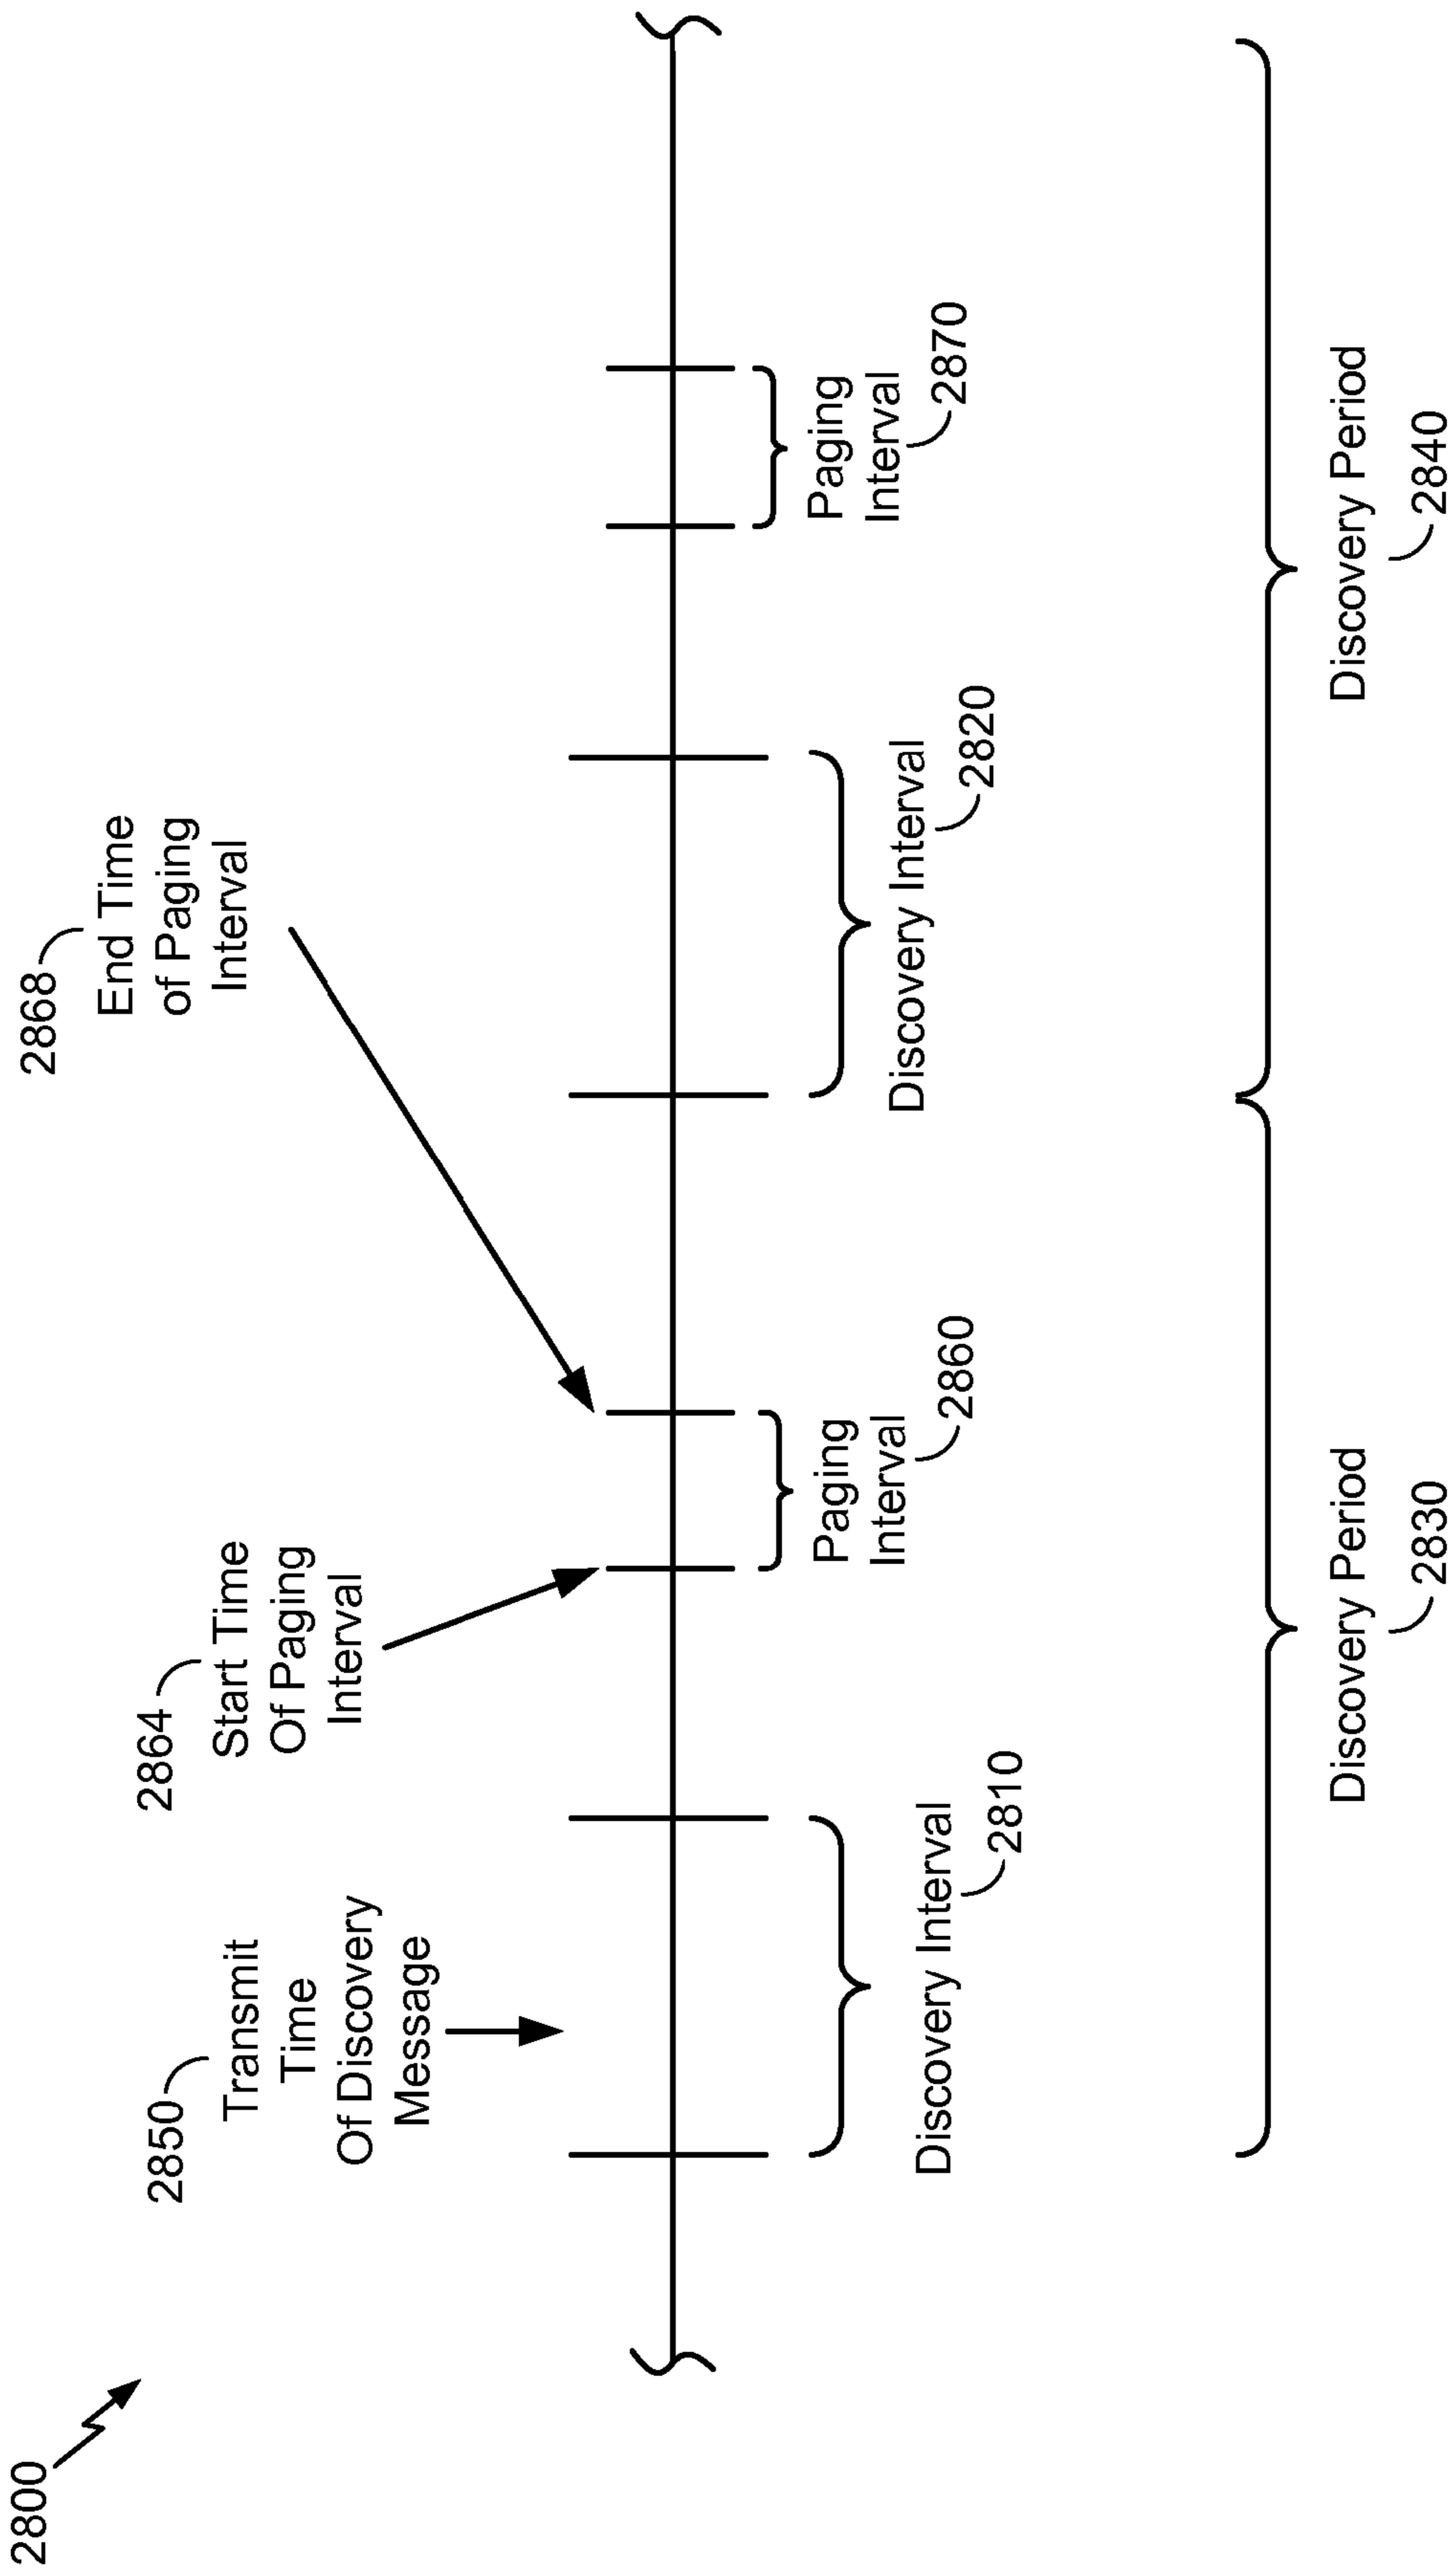 2800
2850
Transmit
Time
Of Discovery
Message
2864
Start Time
Of Paging
Interval
2868
End Time
of Paging
Interval
Discovery Interval
2810
Paging
Interval
2860
Discovery Interval
2820
Paging
Interval
2870
Discovery Period
2830
Discovery Period
2840